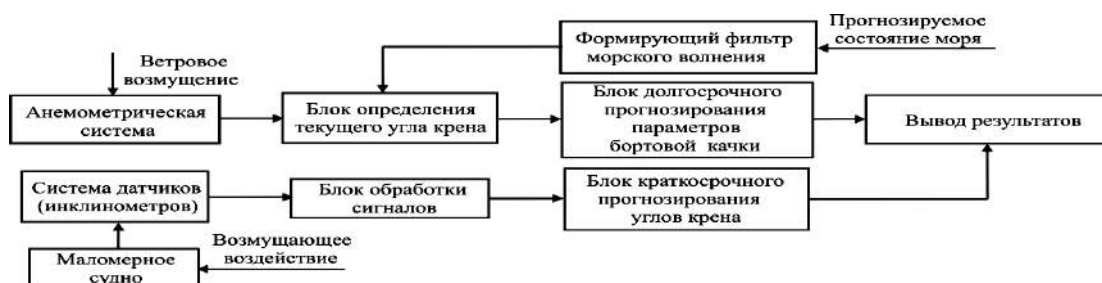 Прогнозируемое
состояние моря
Формирующий фильтр
морского волнения
Ветровое
возмущение
Анемометрическая
система
Блок определения
текущего угла крена
Блок долгосрочного
прогнозирования
параметров
бортовой качки
Вывод результатов
Система датчиков
(инклинометров)
Блок обработки
сигналов
Блок краткосрочного
прогнозирования
углов крена
Возмущающее
воздействие
Маломерное
судно